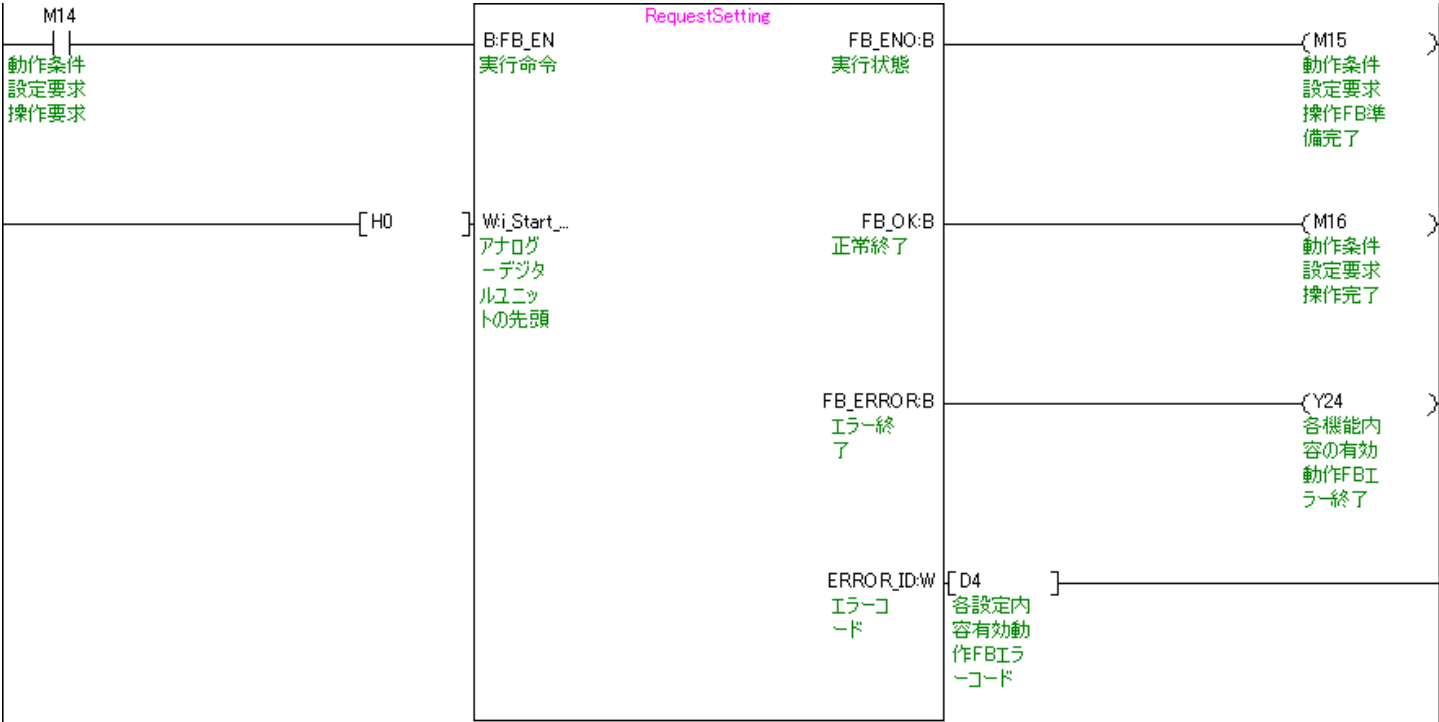 M14
動作条件
設定要求
操作要求
RequestSetting
B:FB_EN
実行命令
FB_ENO:B
実行状態
M15
動作条件
設定要求
操作FB準
備完了
H0
W:i_Start_...
アナログ
ーデジタ
ルユニッ
トの先頭
FB_OK:B
正常終了
M16
動作条件
設定要求
操作完了
FB_ERROR:B
エラー終
了
Y24
各機能内
容の有効
動作FBエ
ラー終了
ERROR_ID:W
エラーコ
ード
D4
各設定内
容有効動
作FBエラ
ーコード